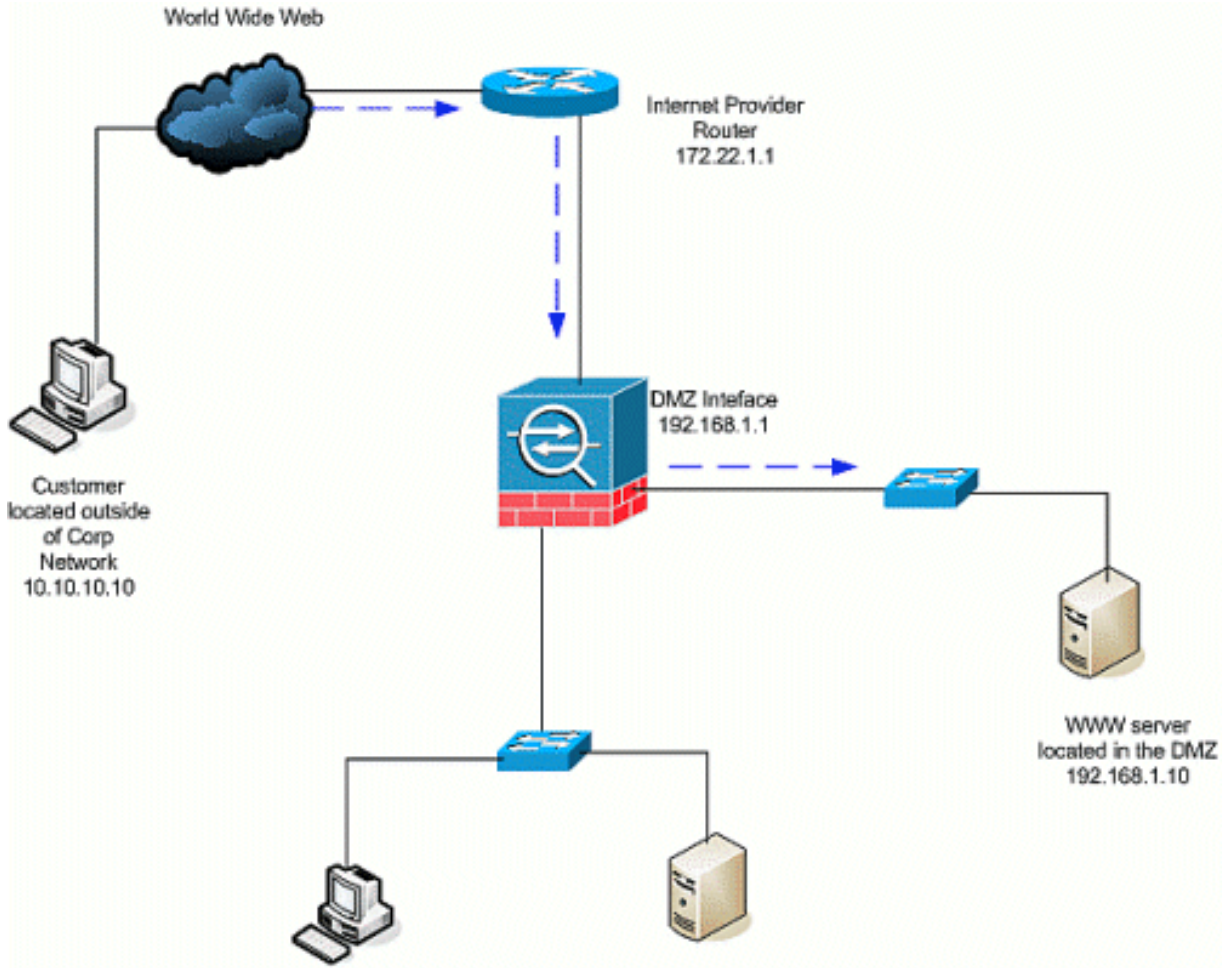 World Wide Web
Internet Provider
Router
172.22.1.1
DMZ Inteface
192.168.1.1
Customer
located outside
of Corp
Network
10.10.10.10
WWW server
located in the DMZ
192.168.1.10